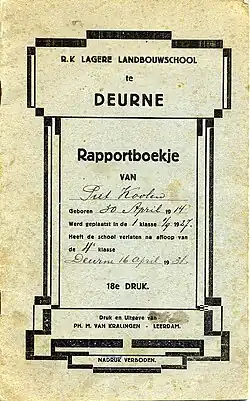 R.K LAGERE LANDBOUWSCHOOL
te
DEURNE
Rapportboekje
VAN
Piet Koolen
Geboren 30 April 1914
Werd geplaatst in de 1 klasse 1/4 1927.
Heeft de school verlaten na afloop van
de 4e klasse
Deurne 16 april 1931.
18e DRUK.
Druk en Uitgave van
PH. M. VAN KRALINGEN - LEERDAM.
NADRUK VERBODEN.